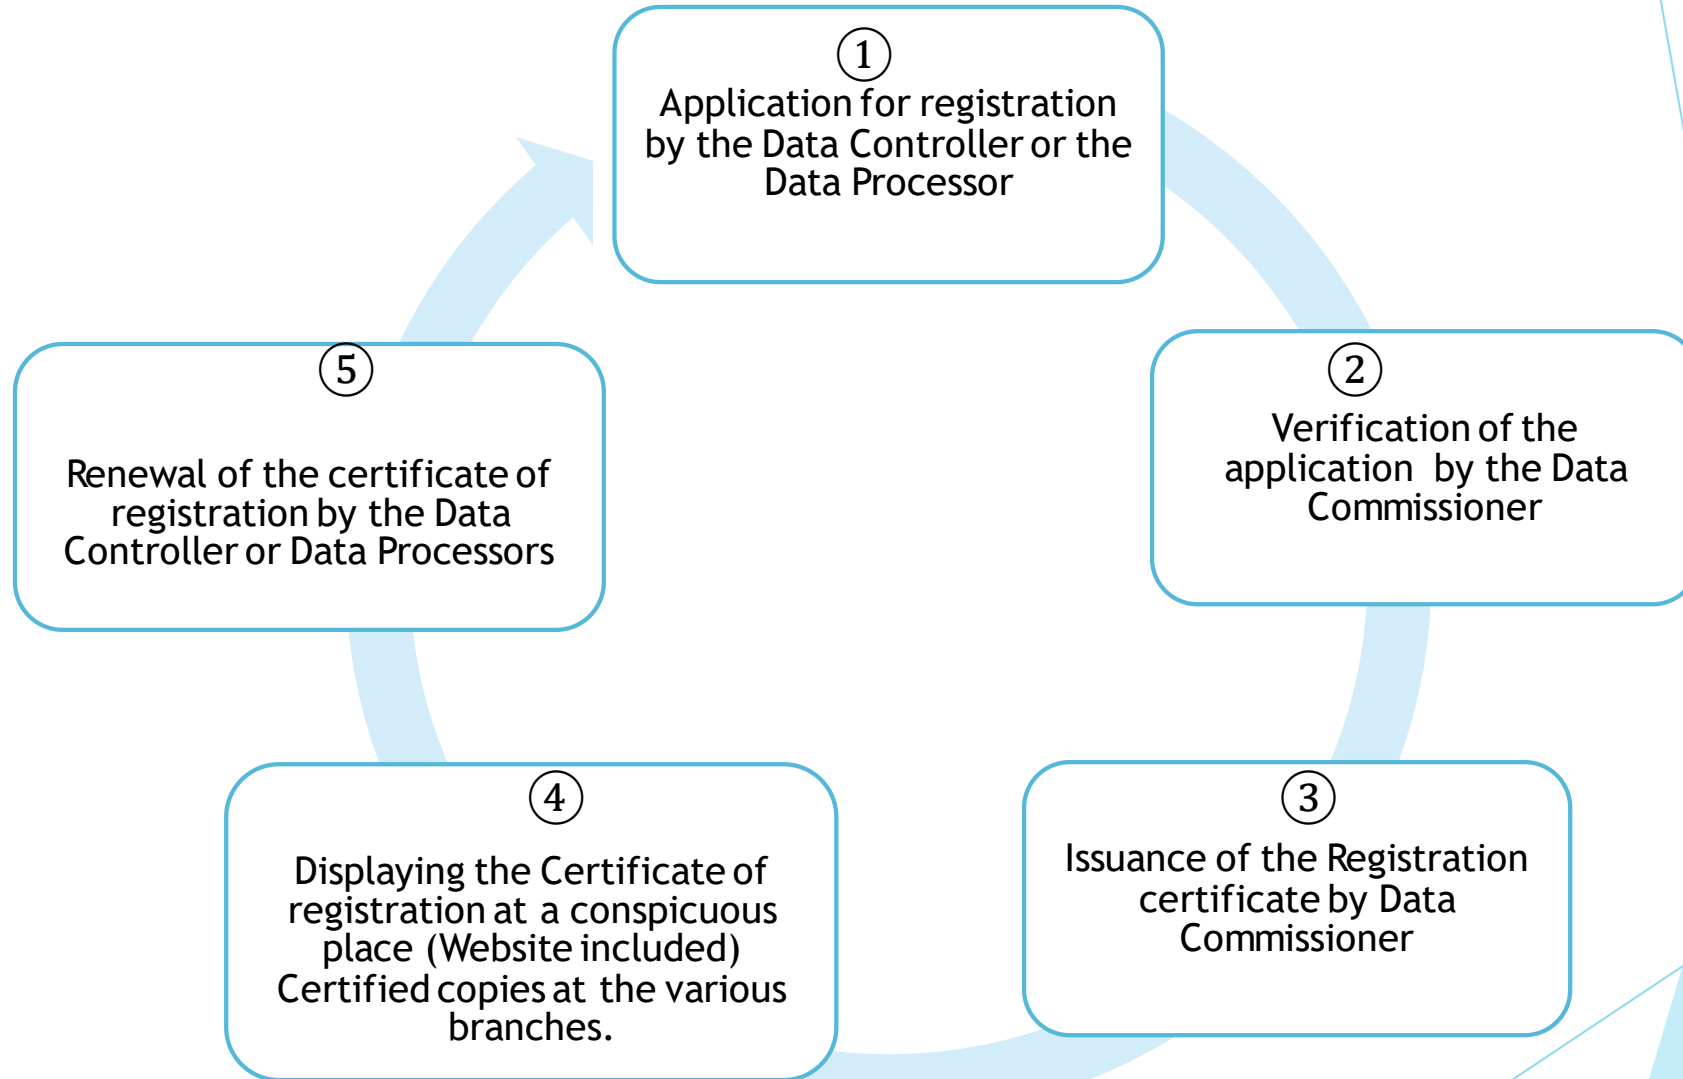 ①
Application for registration
by the Data Controller or the
Data Processor
②
Verification of the
application by the Data
Commissioner
③
Issuance of the Registration
certificate by Data
Commissioner
④
Displaying the Certificate of
registration at a conspicuous
place (Website included)
Certified copies at the various
branches.
⑤
Renewal of the certificate of
registration by the Data
Controller or Data Processors